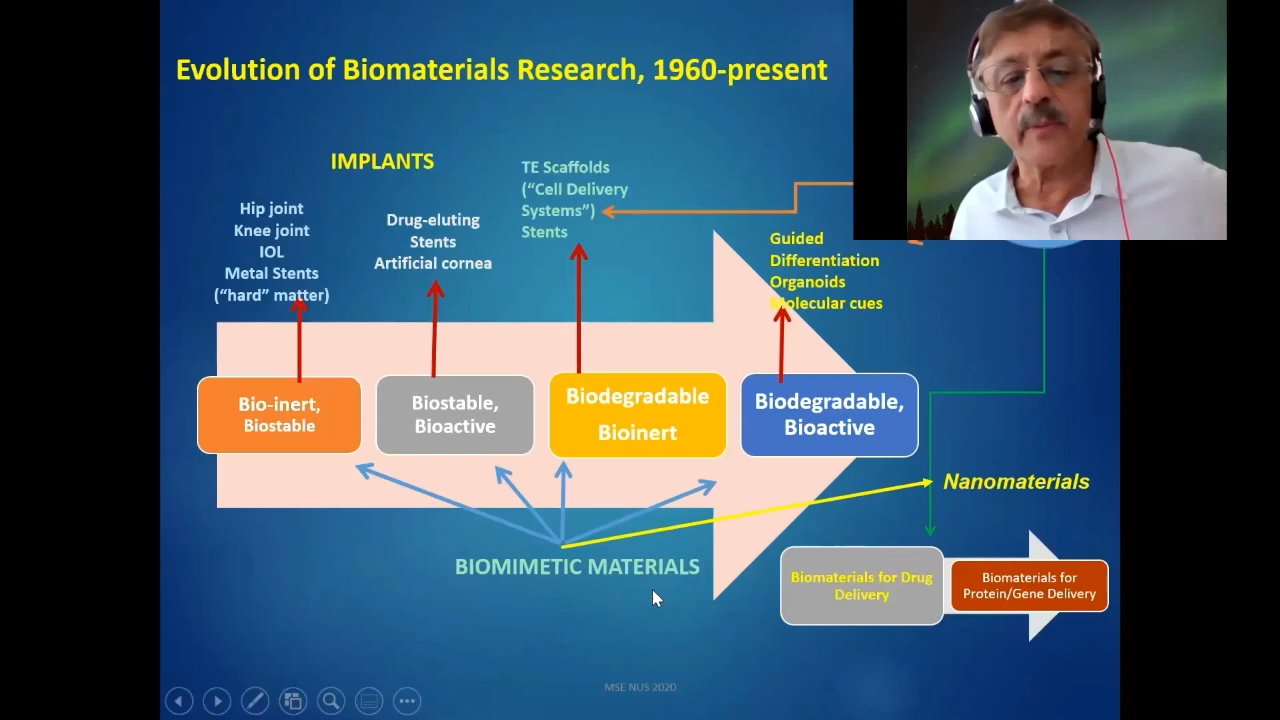 Evolution of Biomaterials Research, 1960-present
IMPLANTS
Hip joint
Knee joint
IOL
Metal Stents
(“hard” matter)
Drug-eluting
Stents
Artificial cornea
TE Scaffolds
(“Cell Delivery
Systems”)
Stents
Guided
Differentiation
Organoids
Molecular cues
Bio-inert,
Biostable
Biostable,
Bioactive
Biodegradable
Bioinert
Biodegradable,
Bioactive
Nanomaterials
BIOMIMETIC MATERIALS
Biomaterials for Drug
Delivery
Biomaterials for
Protein/Gene Delivery
MSE NUS 2020